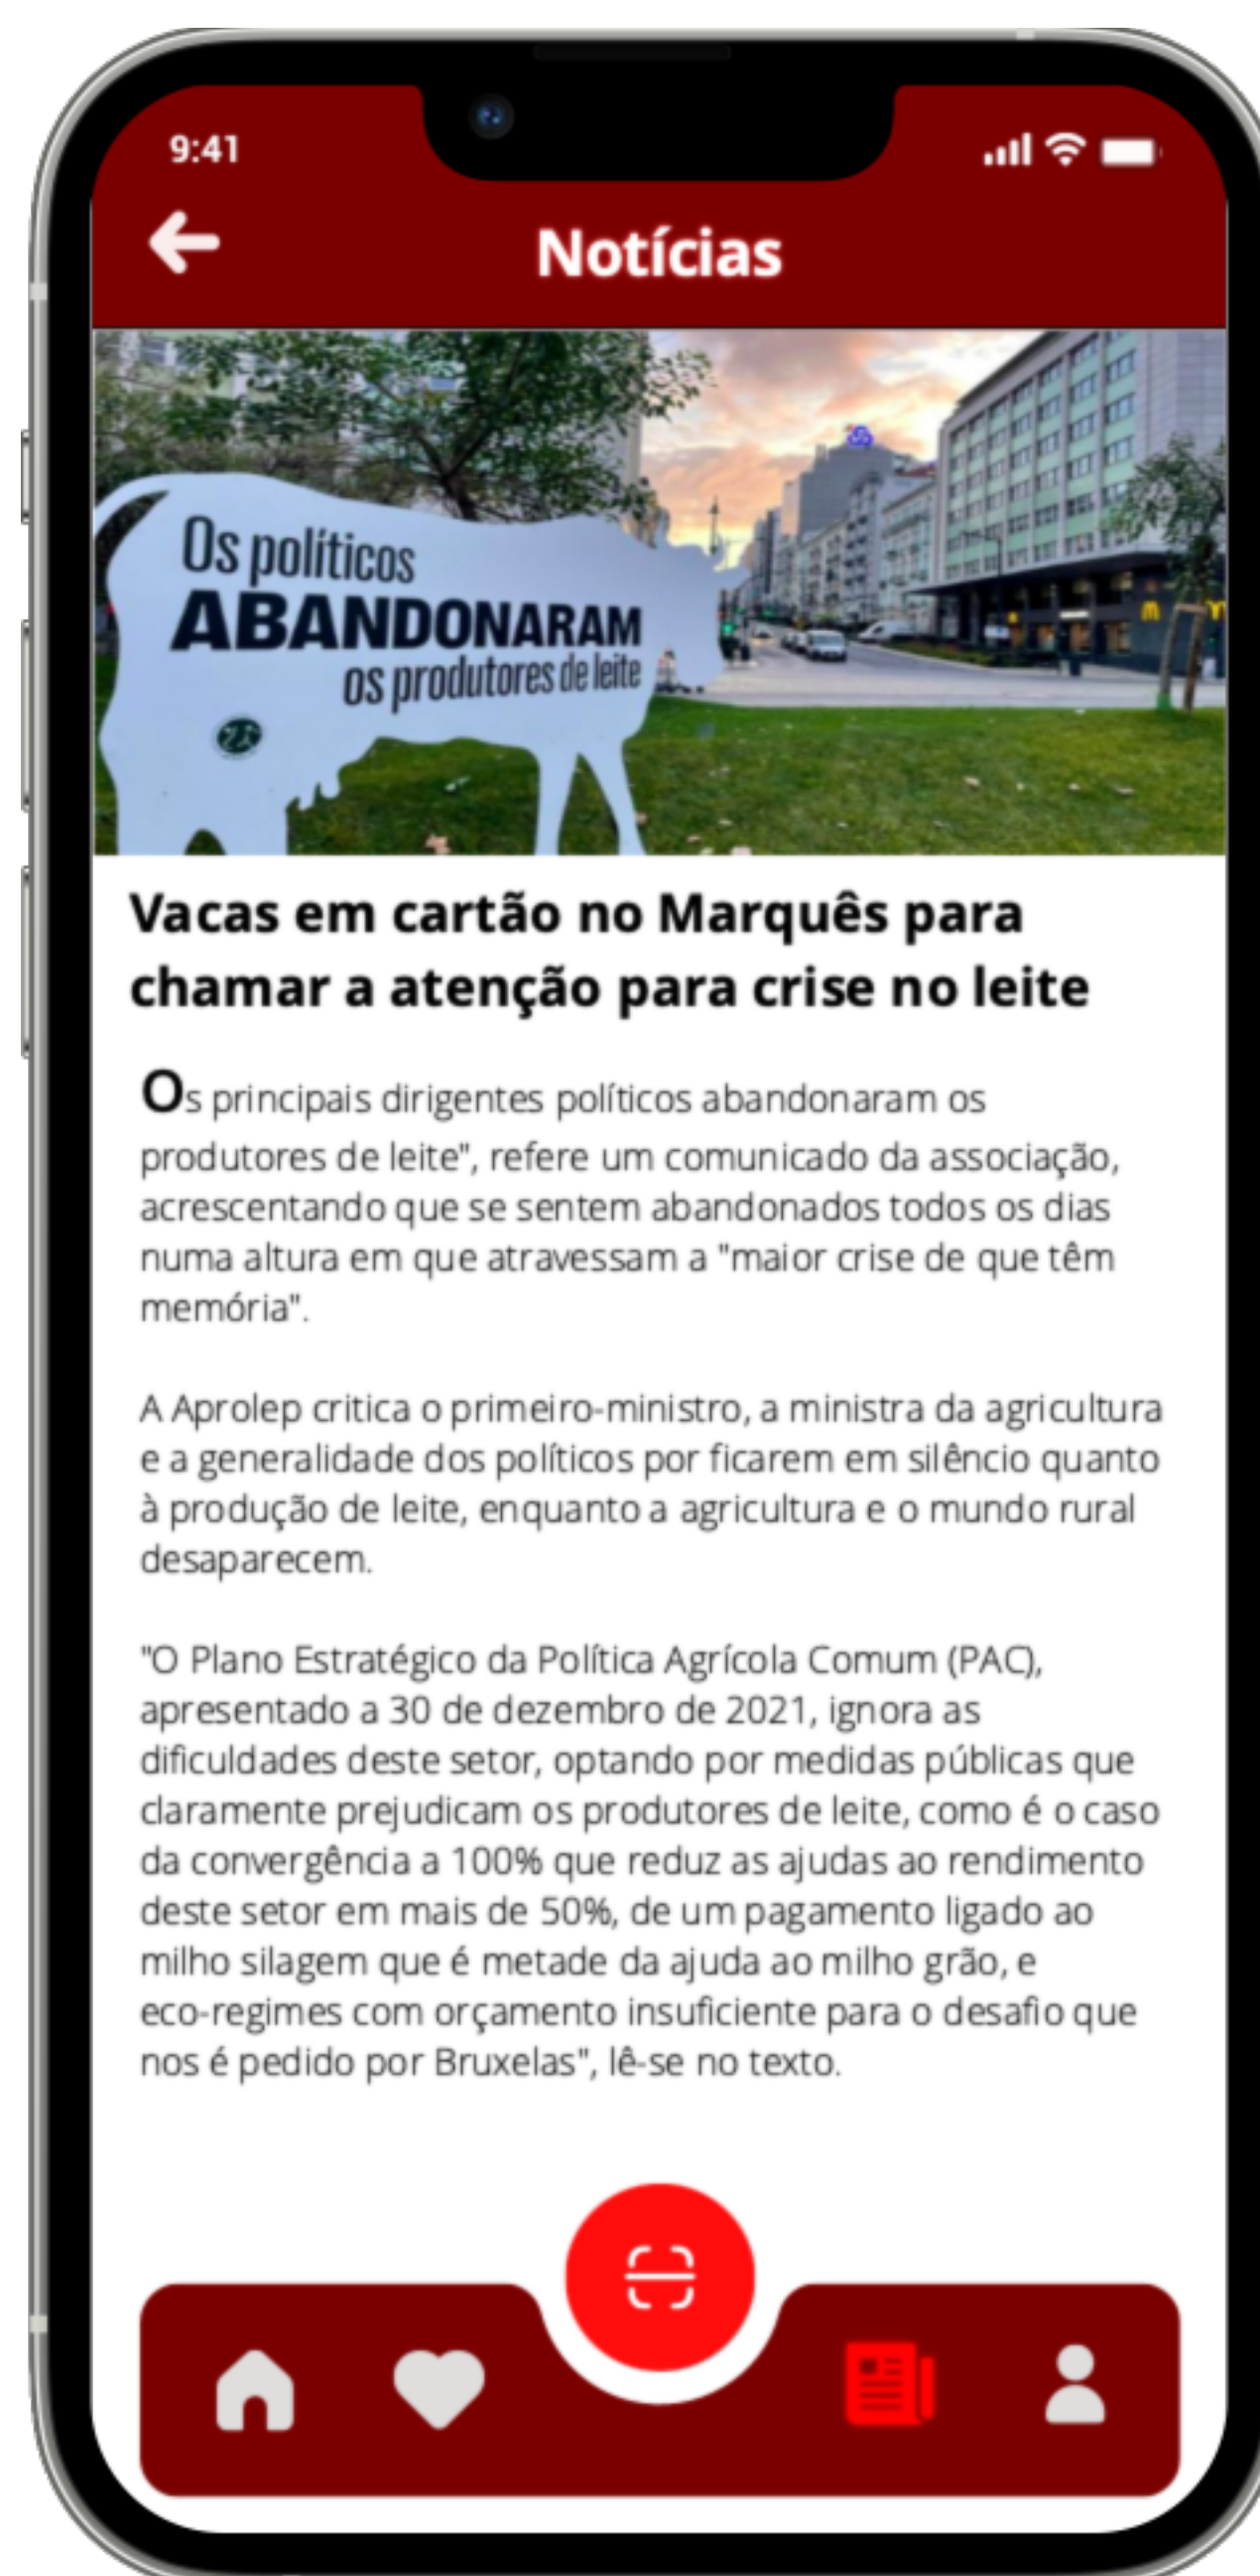 9:41
Notícias
Os políticos
ABANDONARAM
os produtores de leite
Vacas em cartão no Marquês para
chamar a atenção para crise no leite
Os principais dirigentes políticos abandonaram os
produtores de leite", refere um comunicado da associação,
acrescentando que se sentem abandonados todos os dias
numa altura em que atravessam a "maior crise de que têm
memória".
A Aprolep critica o primeiro-ministro, a ministra da agricultura
e a generalidade dos políticos por ficarem em silêncio quanto
à produção de leite, enquanto a agricultura e o mundo rural
desaparecem.
"O Plano Estratégico da Política Agrícola Comum (PAC),
apresentado a 30 de dezembro de 2021, ignora as
dificuldades deste setor, optando por medidas públicas que
claramente prejudicam os produtores de leite, como é o caso
da convergência a 100% que reduz as ajudas ao rendimento
deste setor em mais de 50%, de um pagamento ligado ao
milho silagem que é metade da ajuda ao milho grão, e
eco-regimes com orçamento insuficiente para o desafio que
nos é pedido por Bruxelas", lê-se no texto.